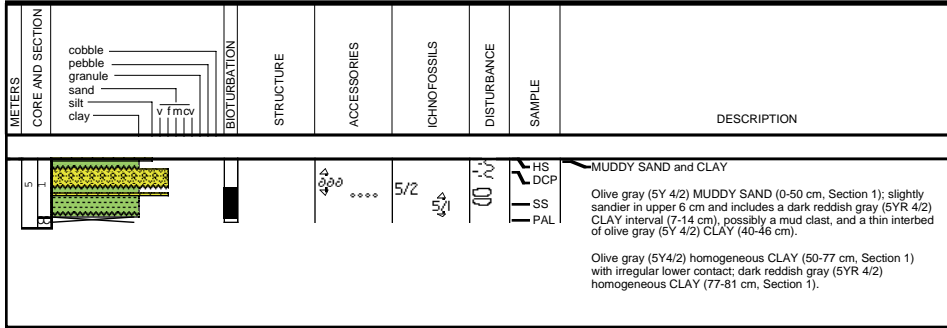 METERS
CORE AND SECTION
cobble
pebble
granule
sand
silt
clay
v f m c v
BIOTURBATION
STRUCTURE
ACCESSORIES
ICHNOFOSSILS
DISTURBANCE
SAMPLE
DESCRIPTION
5
1
5/2
5/1
HS
DCP
SS
PAL
MUDDY SAND and CLAY
Olive gray (5Y 4/2) MUDDY SAND (0-50 cm, Section 1); slightly
sandier in upper 6 cm and includes a dark reddish gray (5YR 4/2)
CLAY interval (7-14 cm), possibly a mud clast, and a thin interbed
of olive gray (5Y 4/2) CLAY (40-46 cm).
Olive gray (5Y4/2) homogeneous CLAY (50-77 cm, Section 1)
with irregular lower contact; dark reddish gray (5YR 4/2)
homogeneous CLAY (77-81 cm, Section 1).